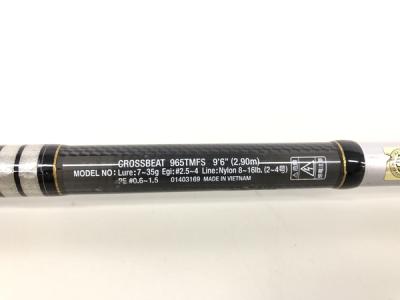 CROSSBEAT 965TMFS 9'6" (2.90m)
MODEL NO: Lure:7-35g Egi:#2.5-4 Line:Nylon 8-16lb. (2-4号)
PE #0.6-1.5 01403169 MADE IN VIETNAM